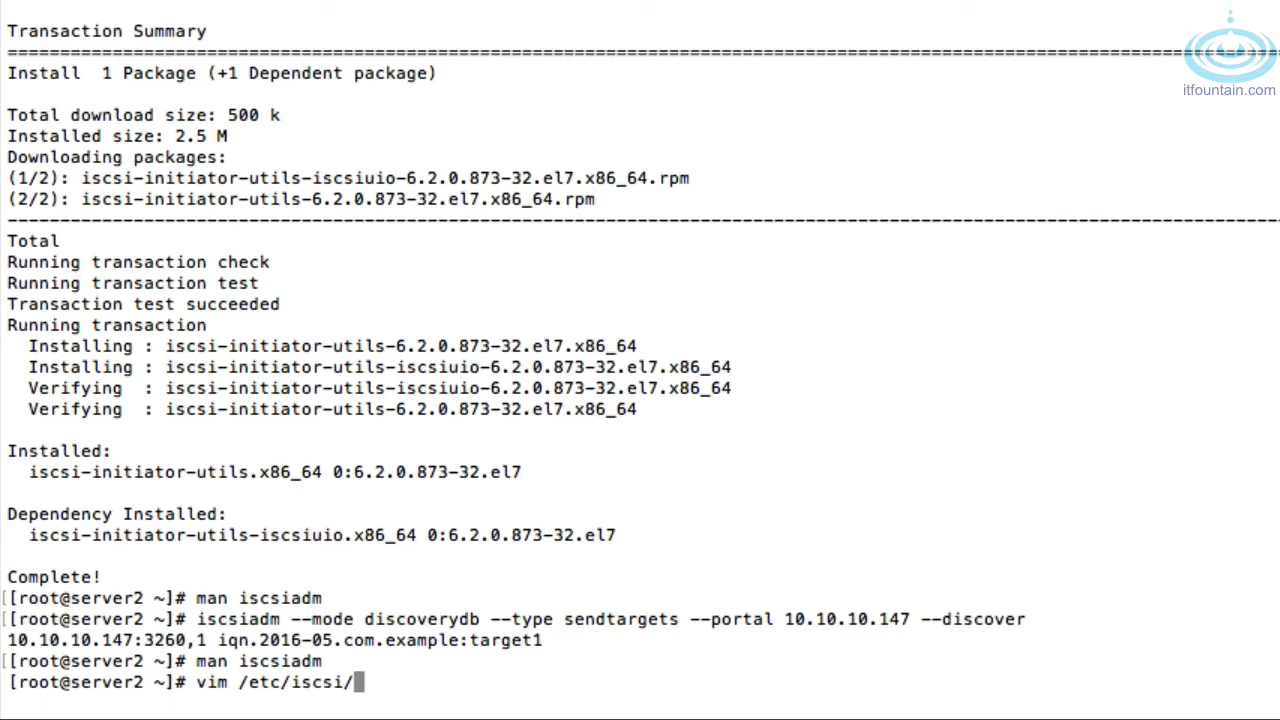 Transaction Summary
================================================================================================================================
Install  1 Package (+1 Dependent package)
Total download size: 500 k
Installed size: 2.5 M
Downloading packages:
(1/2): iscsi-initiator-utils-iscsiuio-6.2.0.873-32.el7.x86_64.rpm
(2/2): iscsi-initiator-utils-6.2.0.873-32.el7.x86_64.rpm
--------------------------------------------------------------------------------------------------------------------------------
Total
Running transaction check
Running transaction test
Transaction test succeeded
Running transaction
  Installing : iscsi-initiator-utils-6.2.0.873-32.el7.x86_64
  Installing : iscsi-initiator-utils-iscsiuio-6.2.0.873-32.el7.x86_64
  Verifying  : iscsi-initiator-utils-iscsiuio-6.2.0.873-32.el7.x86_64
  Verifying  : iscsi-initiator-utils-6.2.0.873-32.el7.x86_64
Installed:
  iscsi-initiator-utils.x86_64 0:6.2.0.873-32.el7
Dependency Installed:
  iscsi-initiator-utils-iscsiuio.x86_64 0:6.2.0.873-32.el7
Complete!
[[root@server2 ~]# man iscsiadm
[[root@server2 ~]# iscsiadm --mode discoverydb --type sendtargets --portal 10.10.10.147 --discover
10.10.10.147:3260,1 iqn.2016-05.com.example:target1
[[root@server2 ~]# man iscsiadm
[root@server2 ~]# vim /etc/iscsi/
itfountain.com